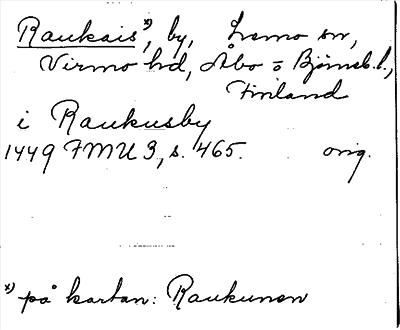 Raukais x), by, Lemo sn,
Virmo hd, Åbo o Björneb. l.,
Finland
i Raukusby
1449 FMU 3, s. 465. orig.
x) på kartan: Raukunen